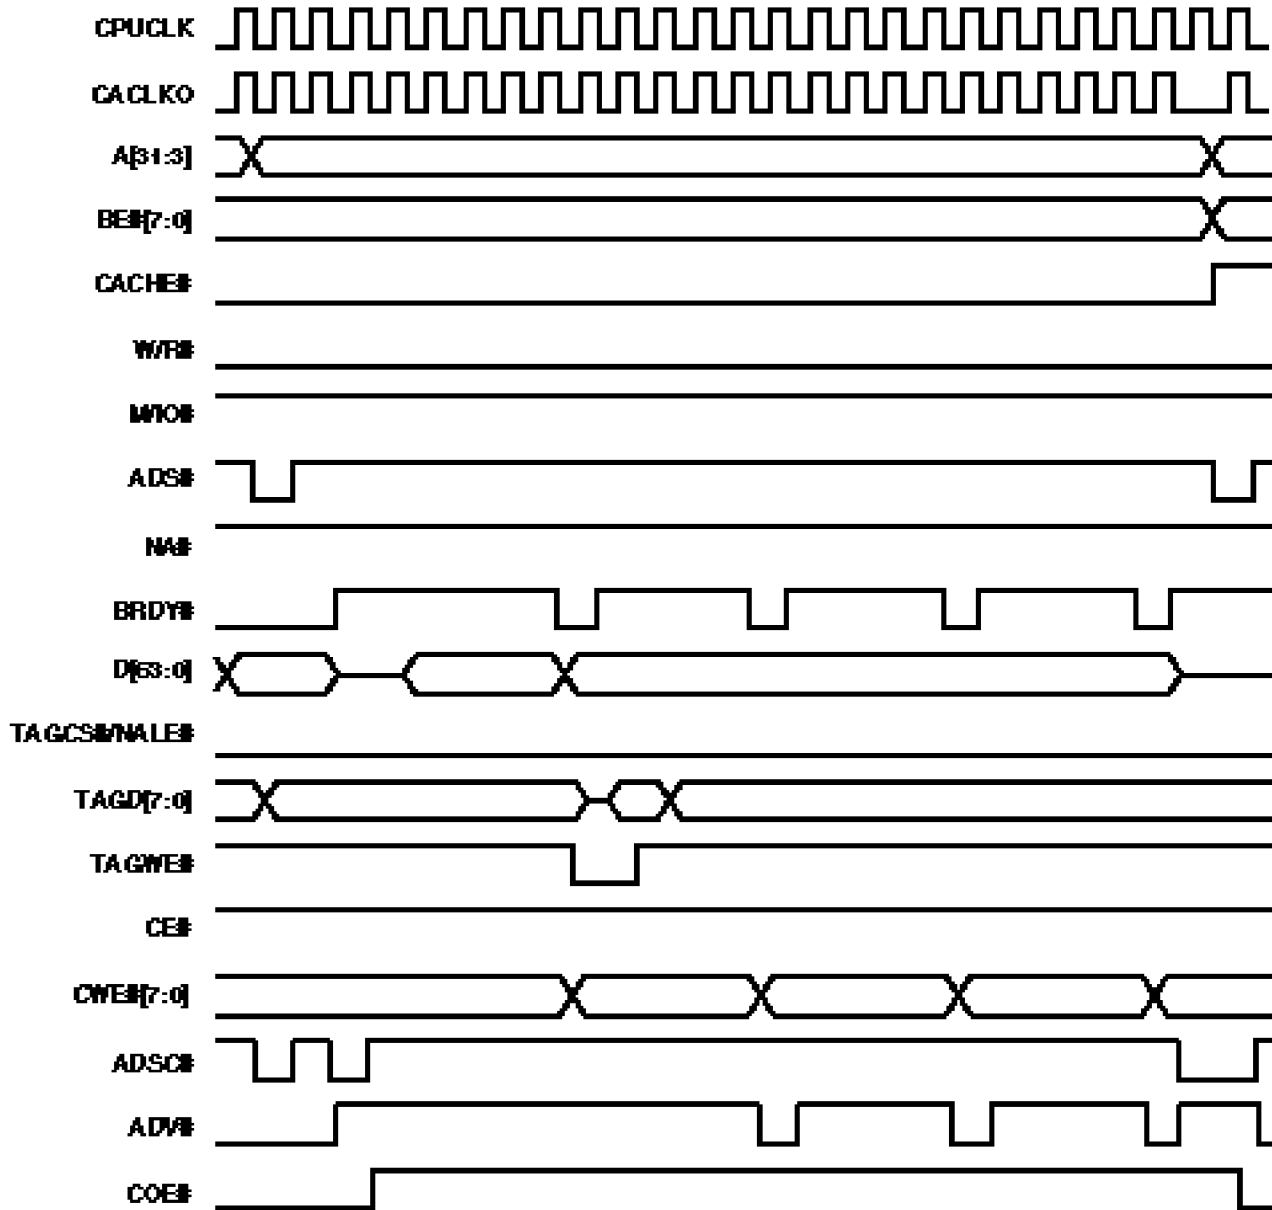 CPUCLK
CACLKO
A[31:3]
BE#[7:0]
CACHE#
W/R#
M/IO#
ADS#
NA#
BRDY#
D[63:0]
TAGCS#/NALE#
TAGD[7:0]
TAGWE#
CE#
CWE#[7:0]
ADSC#
ADV#
COE#